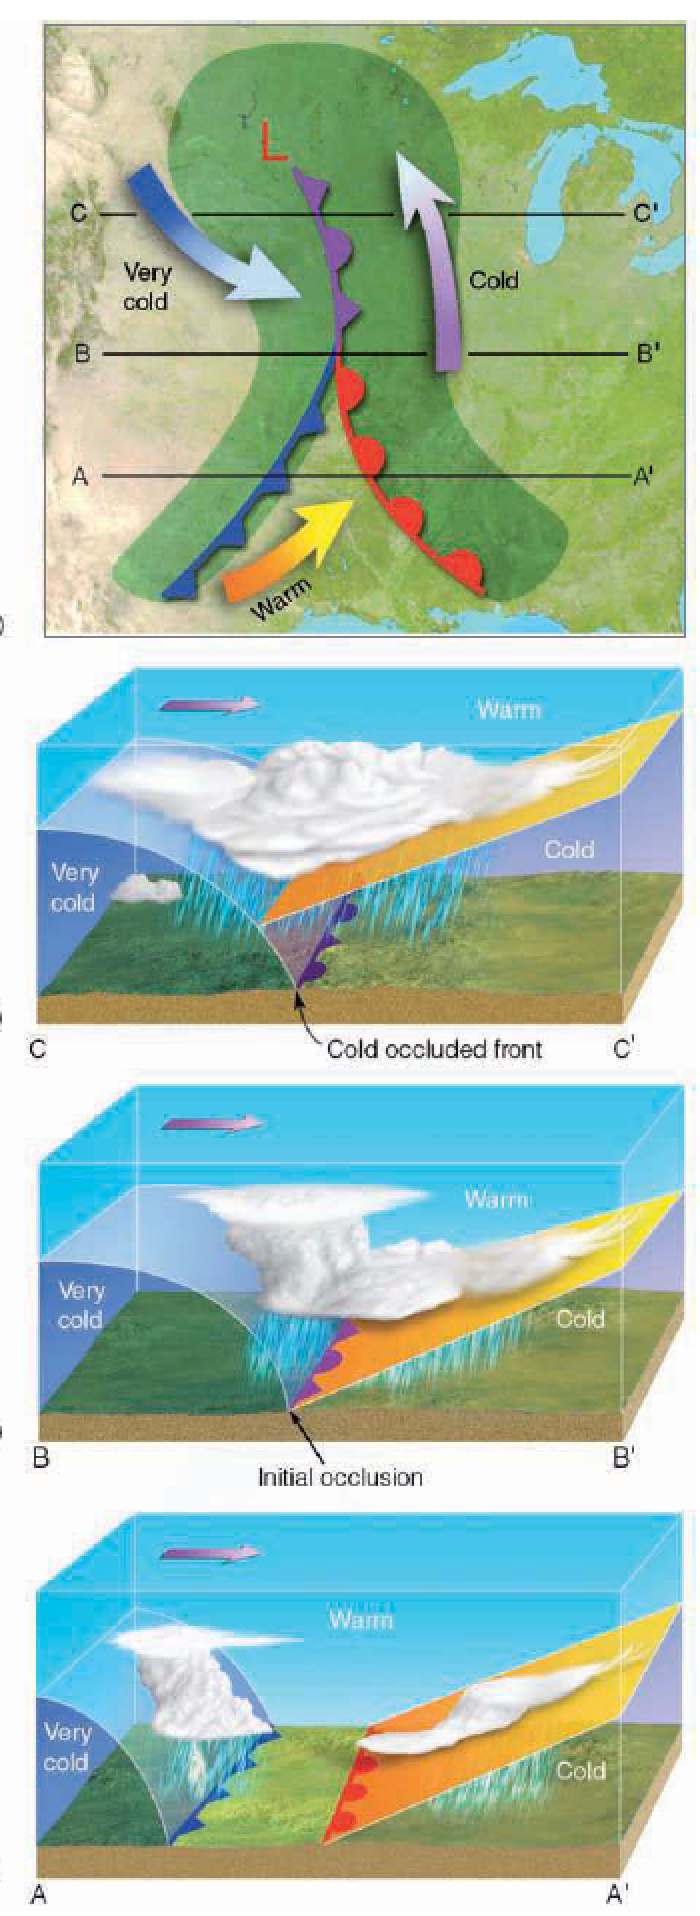 L
C
C'
Very
cold
Cold
B
B'
A
A'
Warm
)
Warm
Cold
Very
cold
C
Cold occluded front
C'
Warm
Very
cold
Cold
B
Initial occlusion
B'
Warm
Very
cold
Cold
A
A'